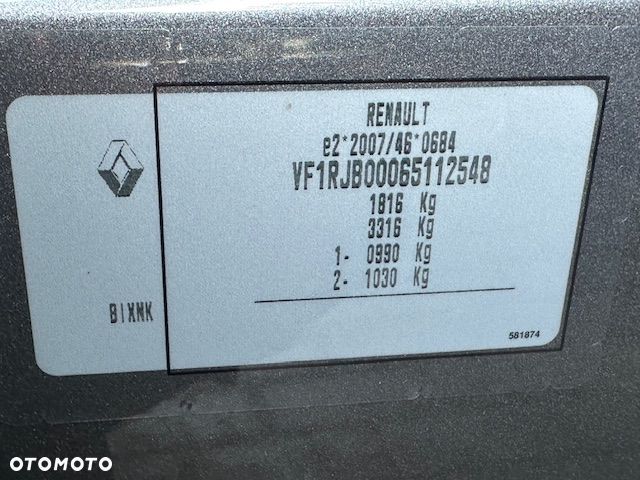 RENAULT
e2*2007/46*0684
VF1RJB00065112548
1816 Kg
3316 Kg
1- 0990 Kg
2- 1030 Kg
BIXNK
581874
OTOMOTO